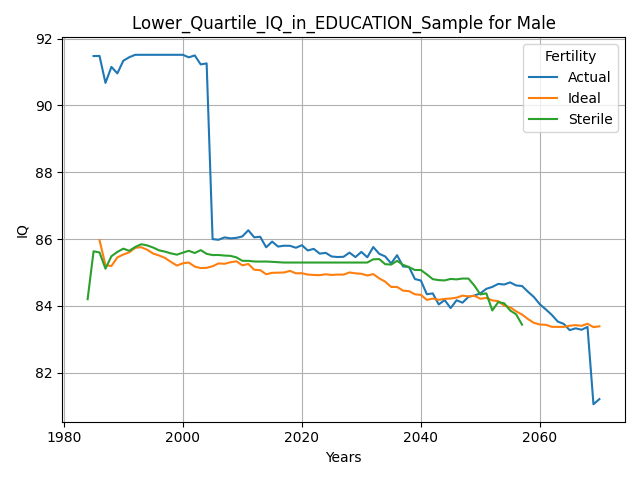 Lower_Quartile_IQ_in_EDUCATION_Sample for Male
Fertility
Actual
Ideal
Sterile
92
90
88
86
84
82
IQ
1980
2000
2020
2040
2060
Years